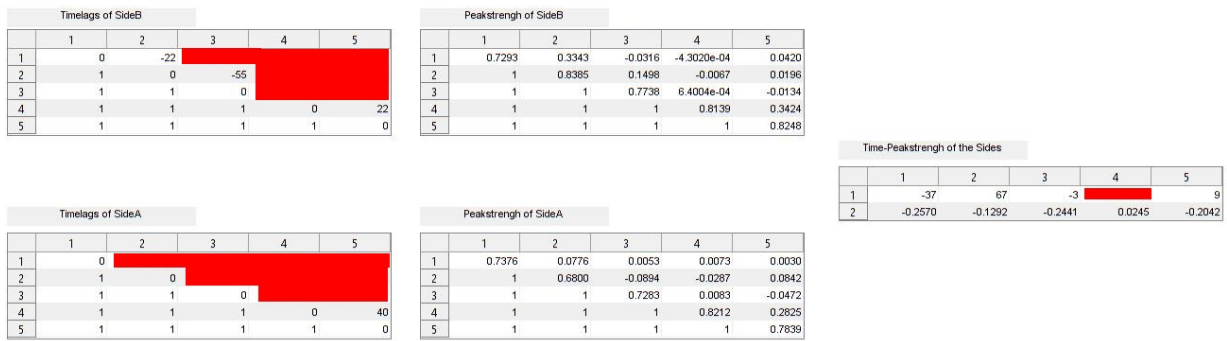 Timelags of SideB
1 2 3 4 5
1 0 -22
2 1 0 -55
3 1 1 0
4 1 1 1 0 22
5 1 1 1 1 0
Peakstrengh of SideB
1 2 3 4 5
1 0.7293 0.3343 -0.0316 -4.3020e-04 0.0420
2 1 0.8385 0.1498 -0.0067 0.0196
3 1 1 0.7738 6.4004e-04 -0.0134
4 1 1 1 0.8139 0.3424
5 1 1 1 1 0.8248
Time-Peakstrengh of the Sides
1 2 3 4 5
1 -37 67 -3 9
2 -0.2570 -0.1292 -0.2441 0.0245 -0.2042
Timelags of SideA
1 2 3 4 5
1 0
2 1 0
3 1 1 0
4 1 1 1 0 40
5 1 1 1 1 0
Peakstrengh of SideA
1 2 3 4 5
1 0.7376 0.0776 0.0053 0.0073 0.0030
2 1 0.6800 -0.0894 -0.0287 0.0842
3 1 1 0.7283 0.0083 -0.0472
4 1 1 1 0.8212 0.2825
5 1 1 1 1 0.7839